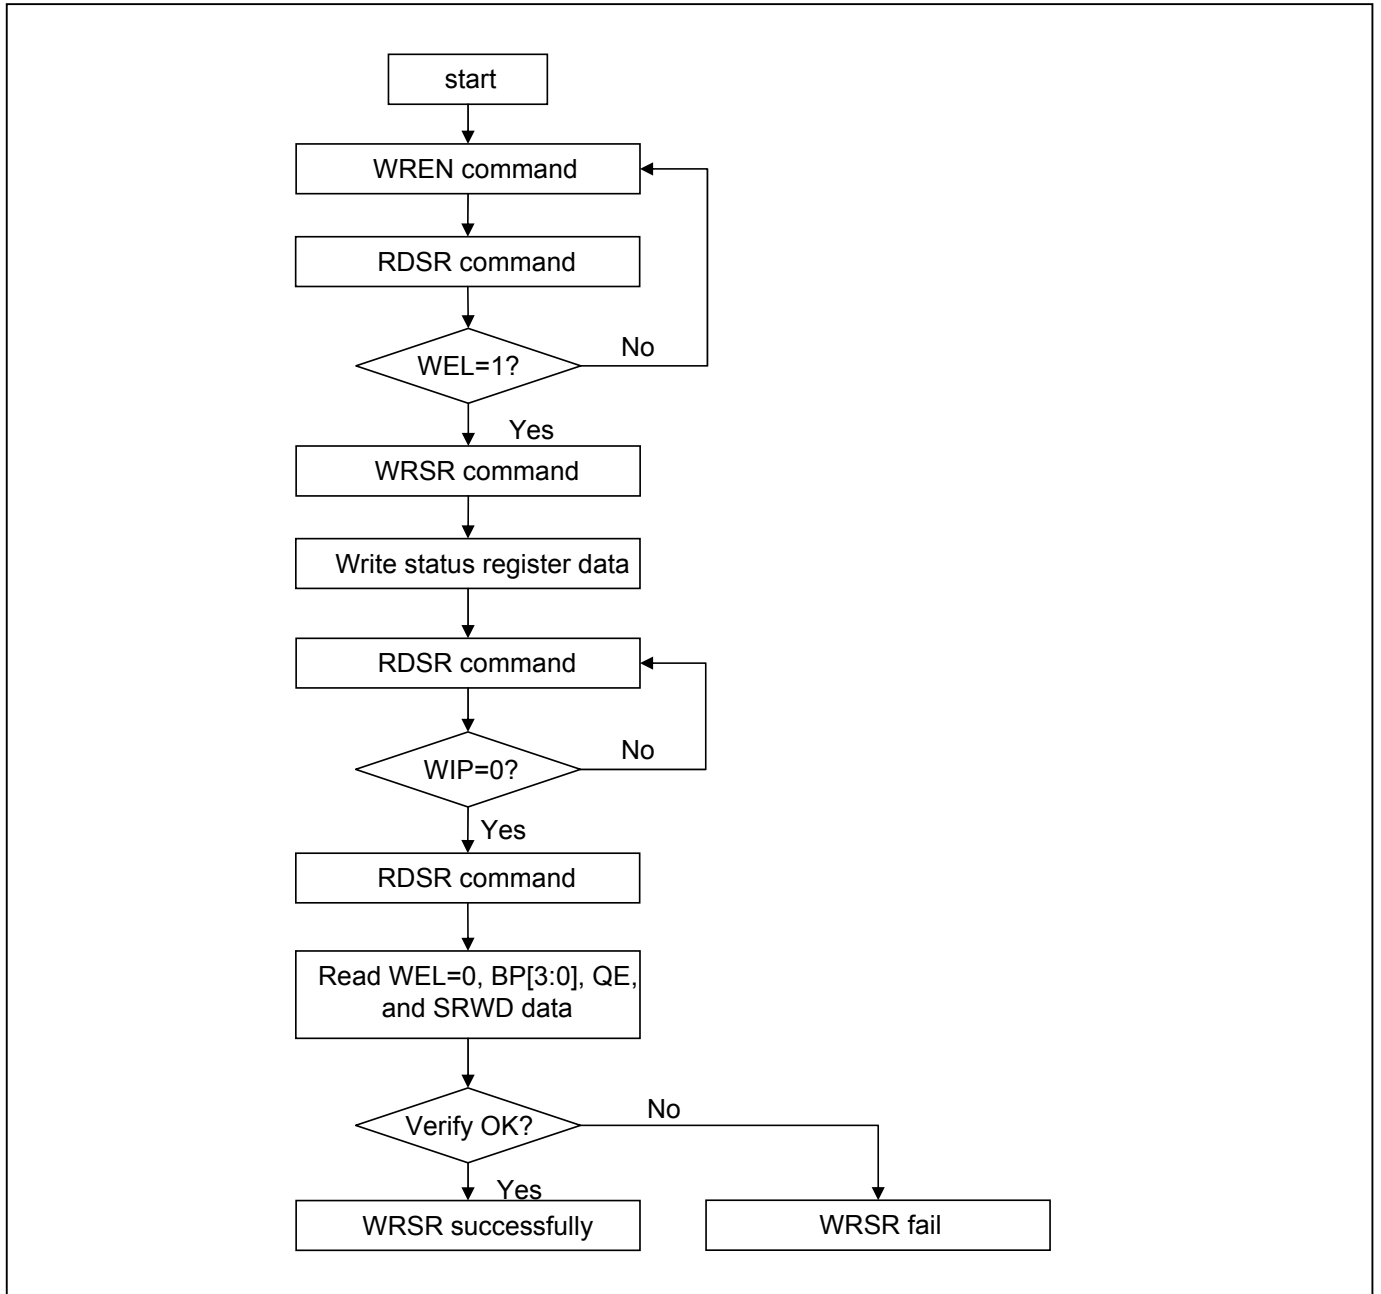 start
WREN command
RDSR command
WEL=1?
No
Yes
WRSR command
Write status register data
RDSR command
WIP=0?
No
Yes
RDSR command
Read WEL=0, BP[3:0], QE,
and SRWD data
Verify OK?
No
Yes
WRSR successfully
WRSR fail